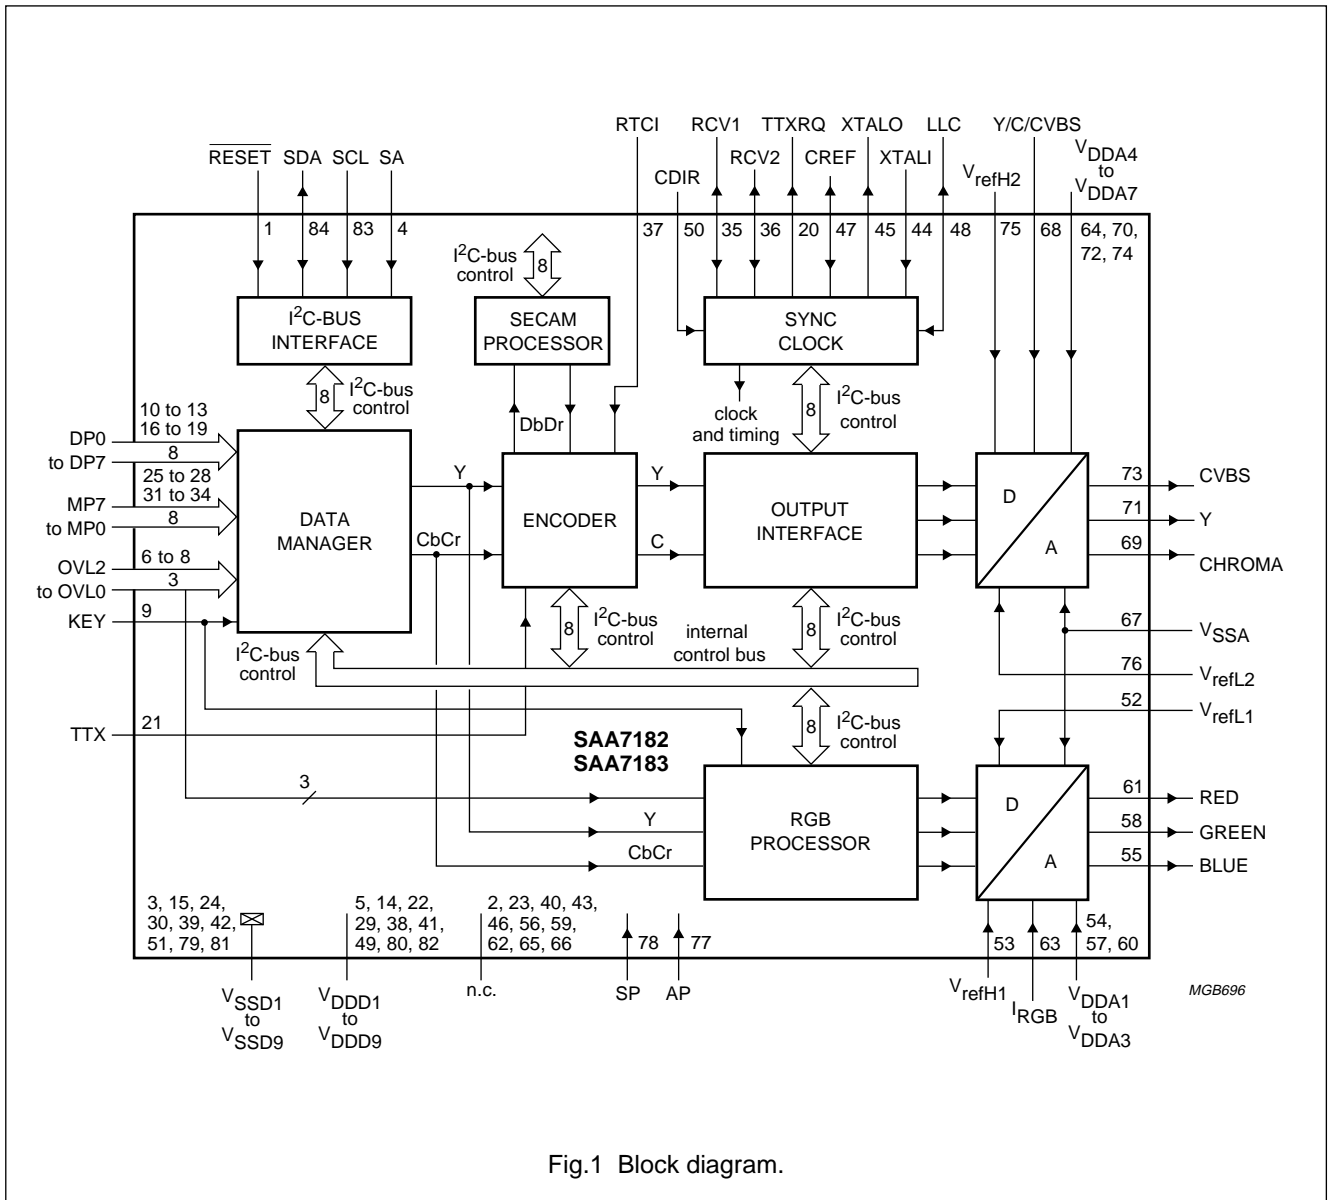 RTCI RCV1 TTXRQ XTALO LLC Y/C/CVBS
RESET SDA SCL SA CDIR RCV2 CREF XTALI VrefH2 VDDA4
to
VDDA7
1 84 83 4 37 50 35 36 20 47 45 44 48 75 68 64, 70,
72, 74
I2C-bus
control
8
I2C-BUS
INTERFACE
SECAM
PROCESSOR
SYNC
CLOCK
8
I2C-bus
control
DbDr
clock
and timing
8
I2C-bus
control
DP0
to DP7
10 to 13
16 to 19
8
MP7
to MP0
25 to 28
31 to 34
8
OVL2
to OVL0
6 to 8
3
KEY 9
DATA
MANAGER
Y
CbCr
ENCODER
Y
C
OUTPUT
INTERFACE
D
A
73 CVBS
71 Y
69 CHROMA
I2C-bus
control
8
I2C-bus
control
internal
control bus
8
I2C-bus
control
67 VSSA
76 VrefL2
52 VrefL1
TTX 21
SAA7182
SAA7183
8
I2C-bus
control
3
Y
CbCr
RGB
PROCESSOR
D
A
61 RED
58 GREEN
55 BLUE
3, 15, 24,
30, 39, 42,
51, 79, 81
5, 14, 22,
29, 38, 41,
49, 80, 82
2, 23, 40, 43,
46, 56, 59,
62, 65, 66
78 77
53 63 54,
57, 60
VSSD1
to
VSSD9
VDDD1
to
VDDD9
n.c.
SP AP
VrefH1
IRGB
VDDA1
to
VDDA3
MGB696
Fig.1 Block diagram.